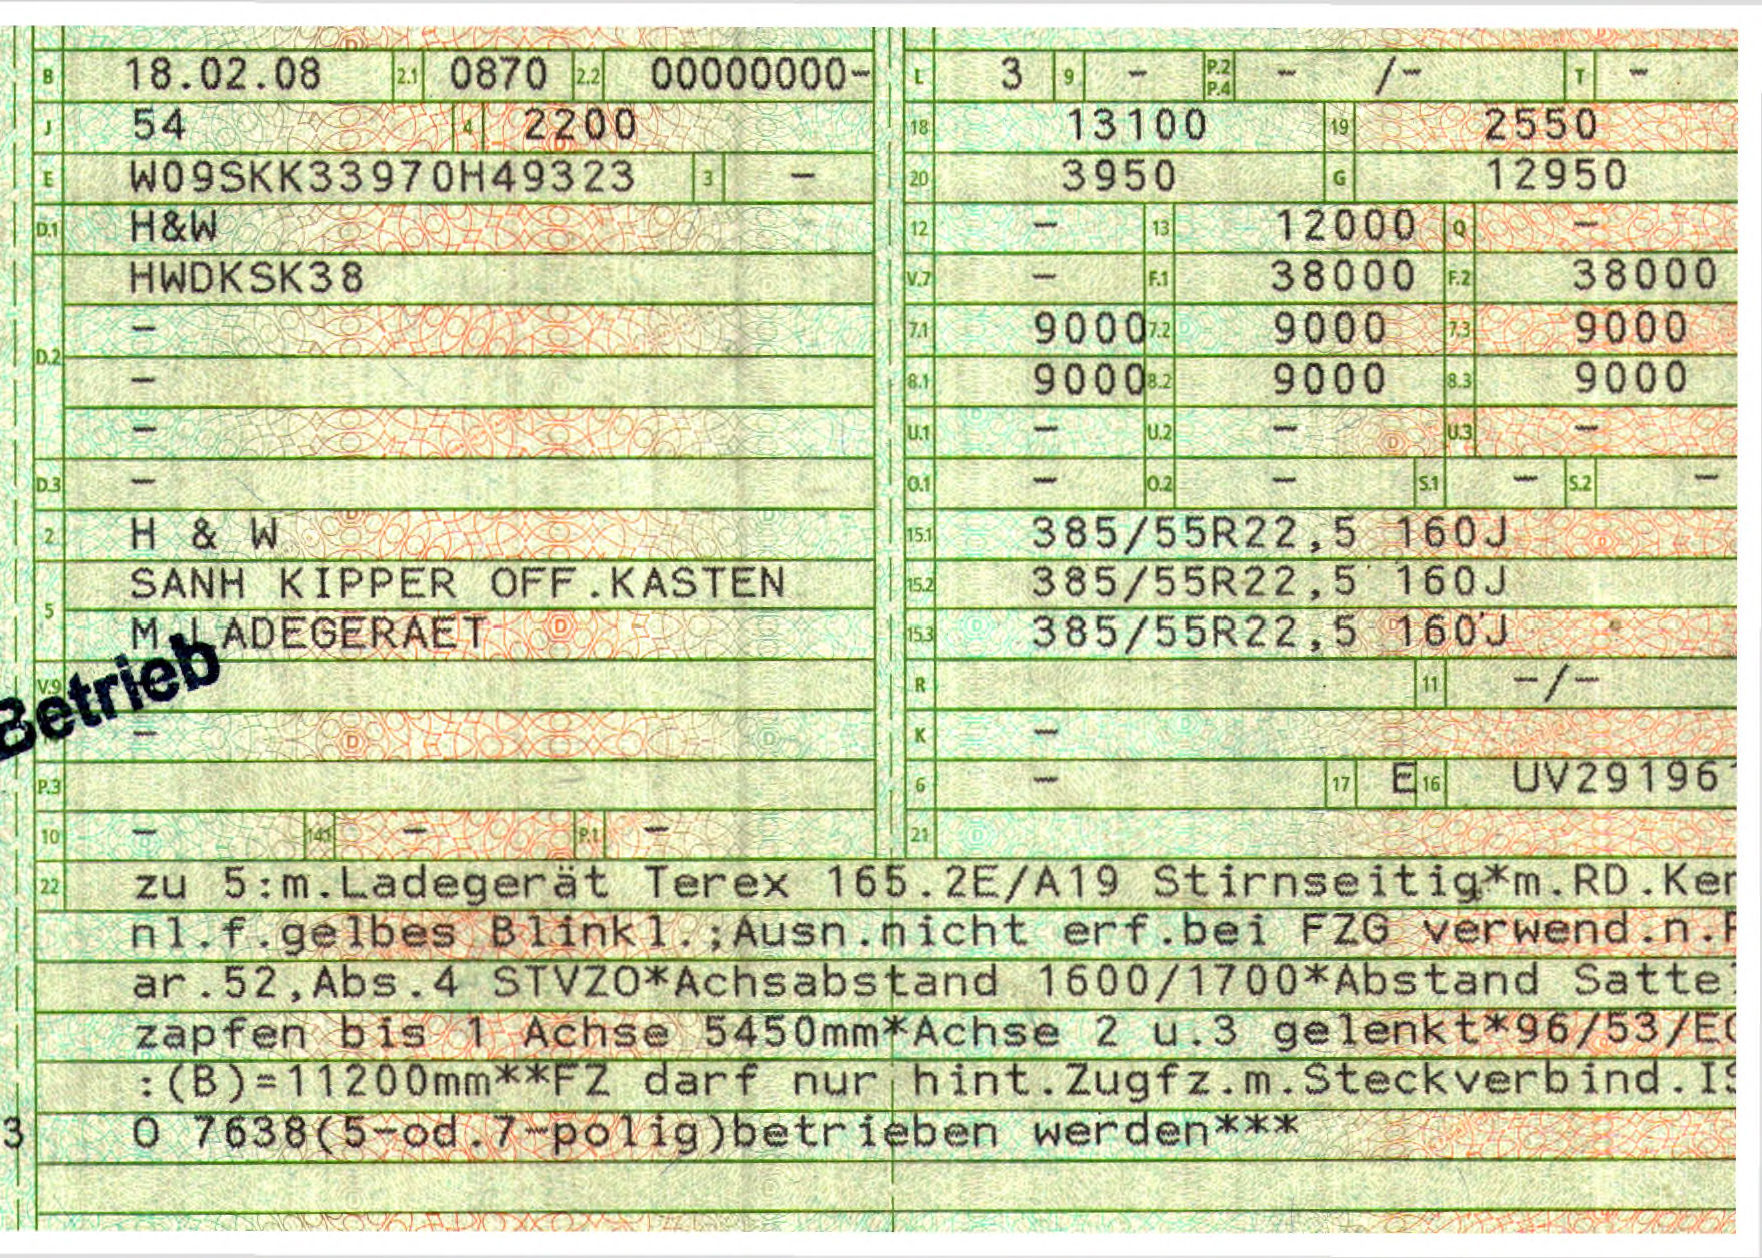 B 18.02.08 2.1 0870 2.2 00000000-
J 54 4 2200
E W09SKK33970H49323 3 -
D.1 H&W
HWDKSK38
D.2 -
-
-
D.3 -
2 H & W
5 SANH KIPPER OFF.KASTEN
M.LADEGERAET
Betrieb
V.9
-
P.3
10 - 14.1 - P.1 -
L 3 9 - P.2 P.4 - /- T -
18 13100 19 2550
20 3950 G 12950
12 - 13 12000 Q -
V.7 - F.1 38000 F.2 38000
7.1 9000 7.2 9000 7.3 9000
8.1 9000 8.2 9000 8.3 9000
U.1 - U.2 - U.3 -
O.1 - O.2 - S.1 - S.2 -
15.1 385/55R22,5 160J
15.2 385/55R22,5 160J
15.3 385/55R22,5 160J
R 11 -/-
K -
6 - 17 E 16 UV291961
21
22 zu 5:m.Ladegerät Terex 165.2E/A19 Stirnseitig*m.RD.Ken
nl.f.gelbes Blinkl.;Ausn.nicht erf.bei FZG verwend.n.P
ar.52,Abs.4 STVZO*Achsabstand 1600/1700*Abstand Sattel
zapfen bis 1 Achse 5450mm*Achse 2 u.3 gelenkt*96/53/EG
:(B)=11200mm**FZ darf nur hint.Zugfz.m.Steckverbind.IS
3 O 7638(5-od.7-polig)betrieben werden***